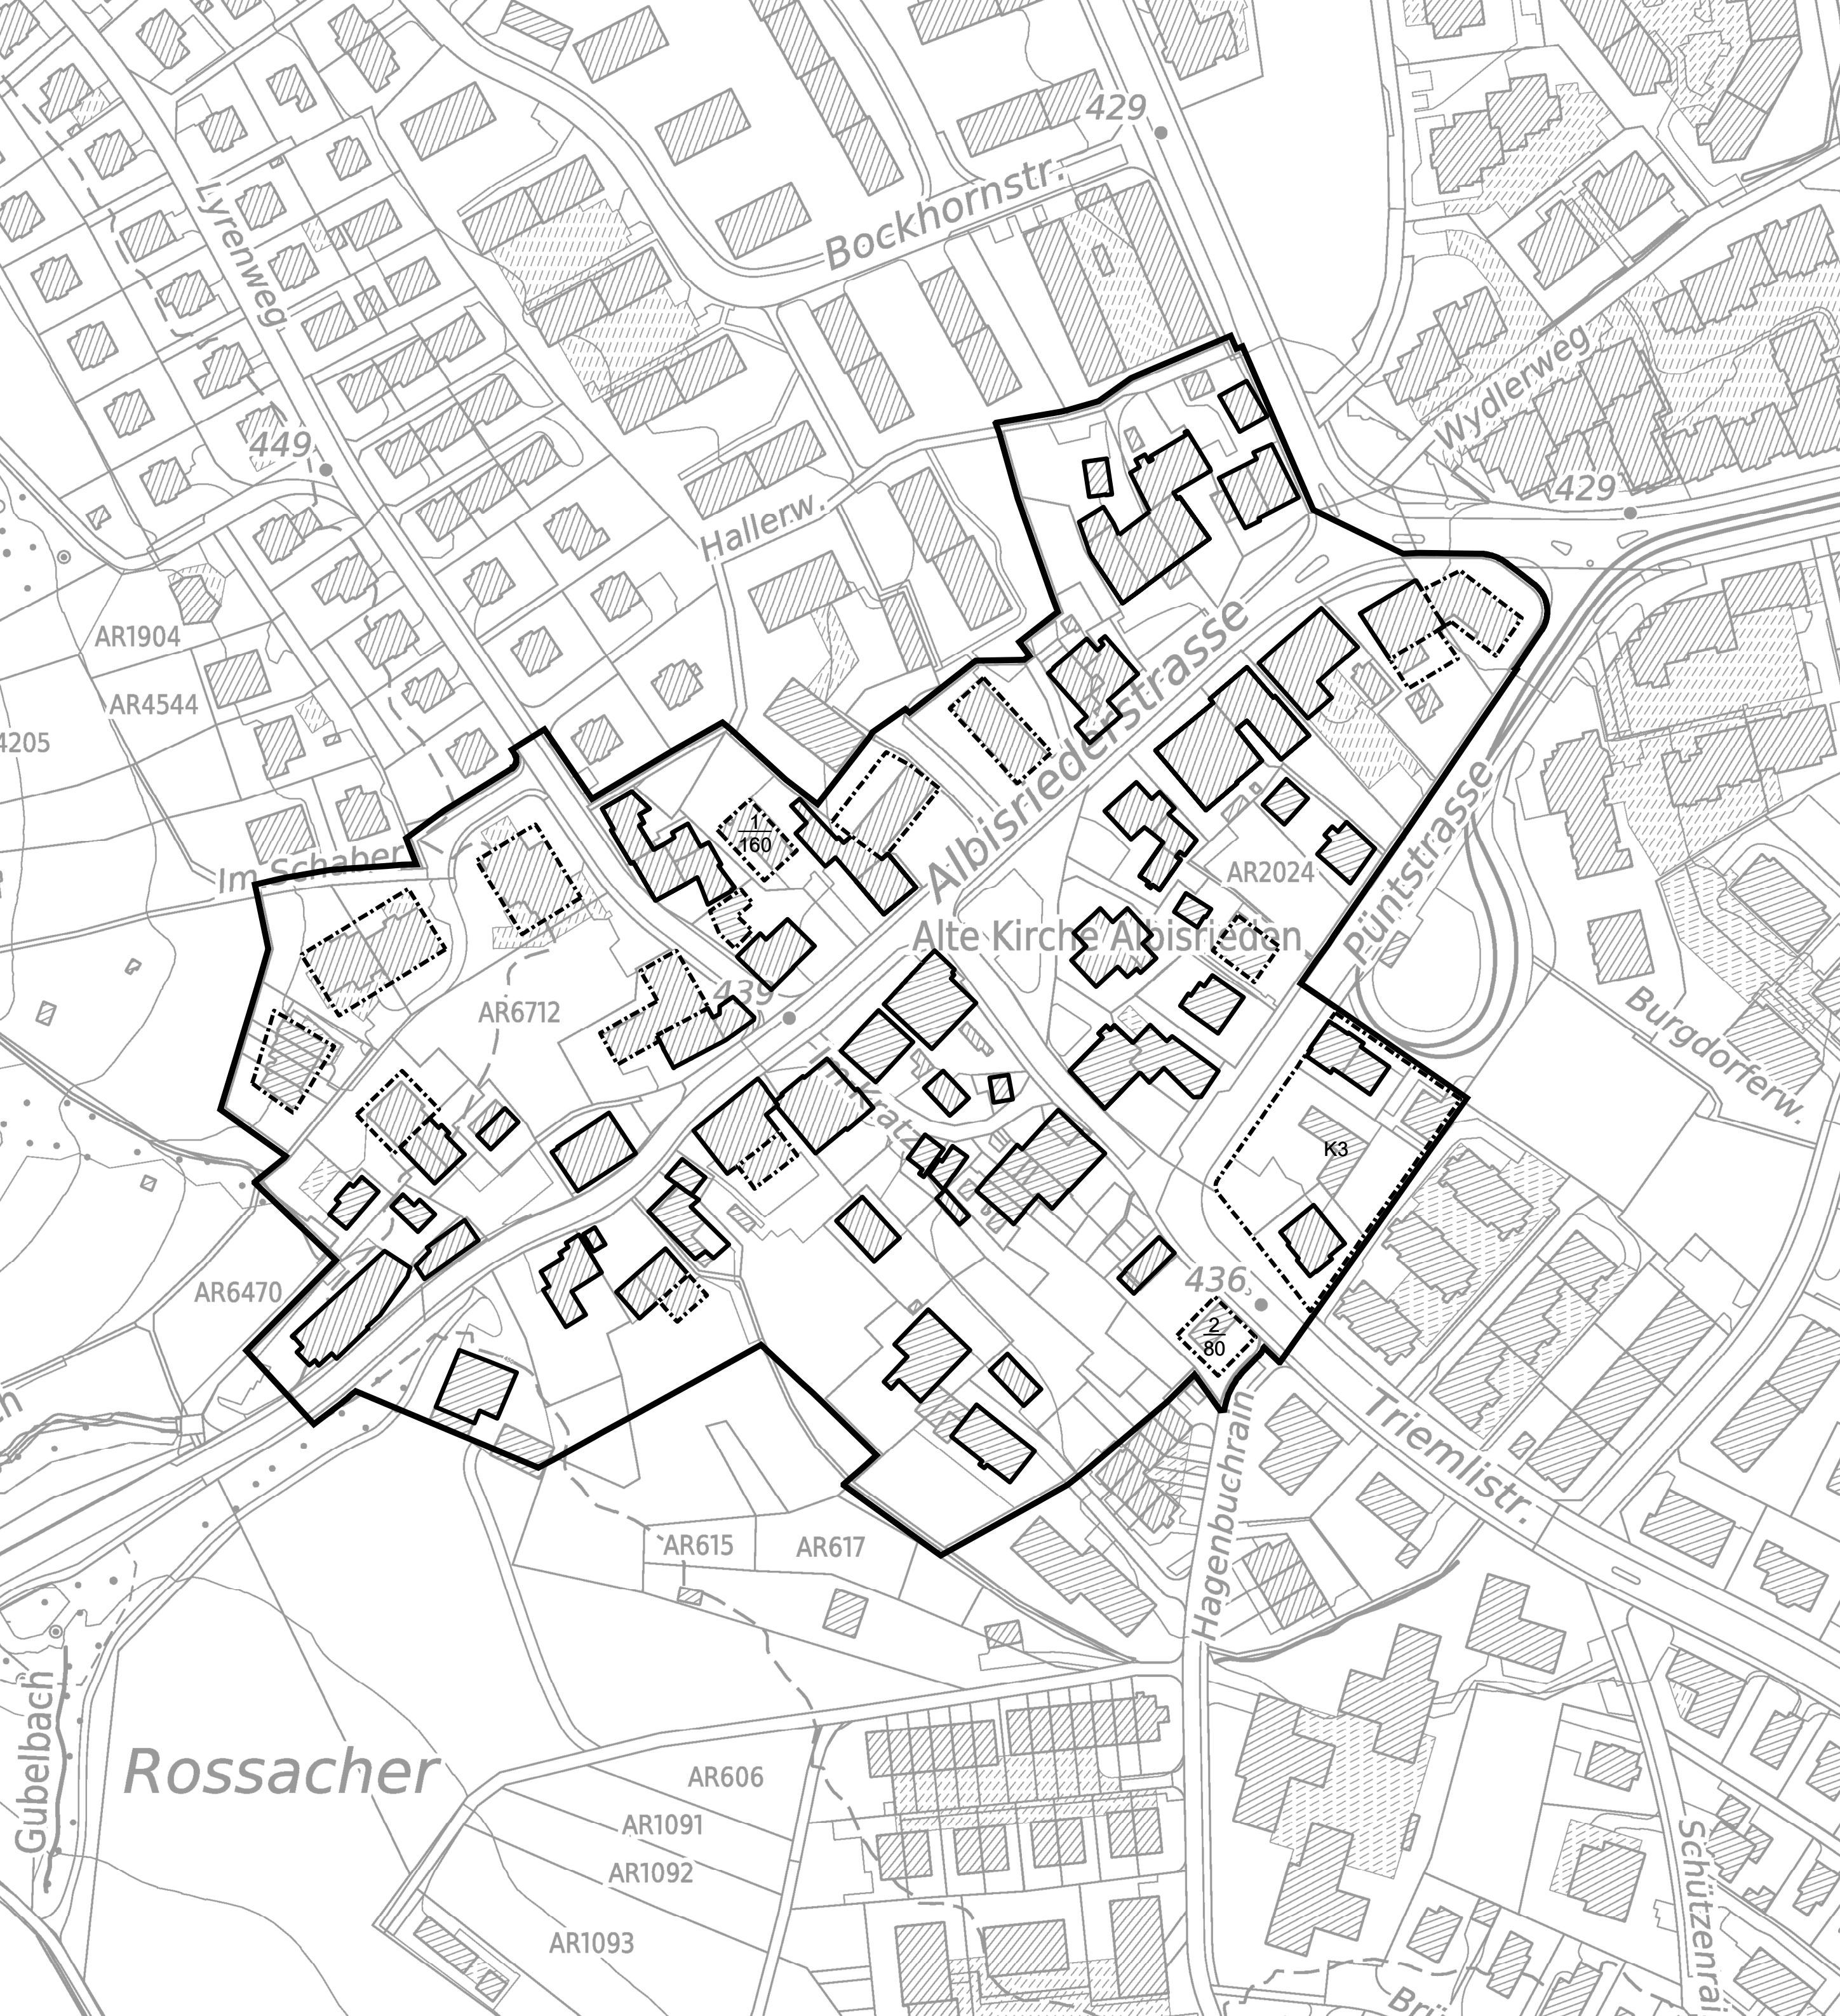 429
Bockhornstr.
Lyrenweg
Wydlerweg
449
429
Hallerw.
AR1904
AR4544
4205
Albisriederstrasse
1
160
Im Schaber
AR2024
Püntstrasse
Alte Kirche Albisrieden
439
AR6712
Burgdorferw.
K3
AR6470
436
2
80
Triemlistr.
Hagenbuchrain
AR615
AR617
Gubelbach
Rossacher
AR606
AR1091
AR1092
AR1093